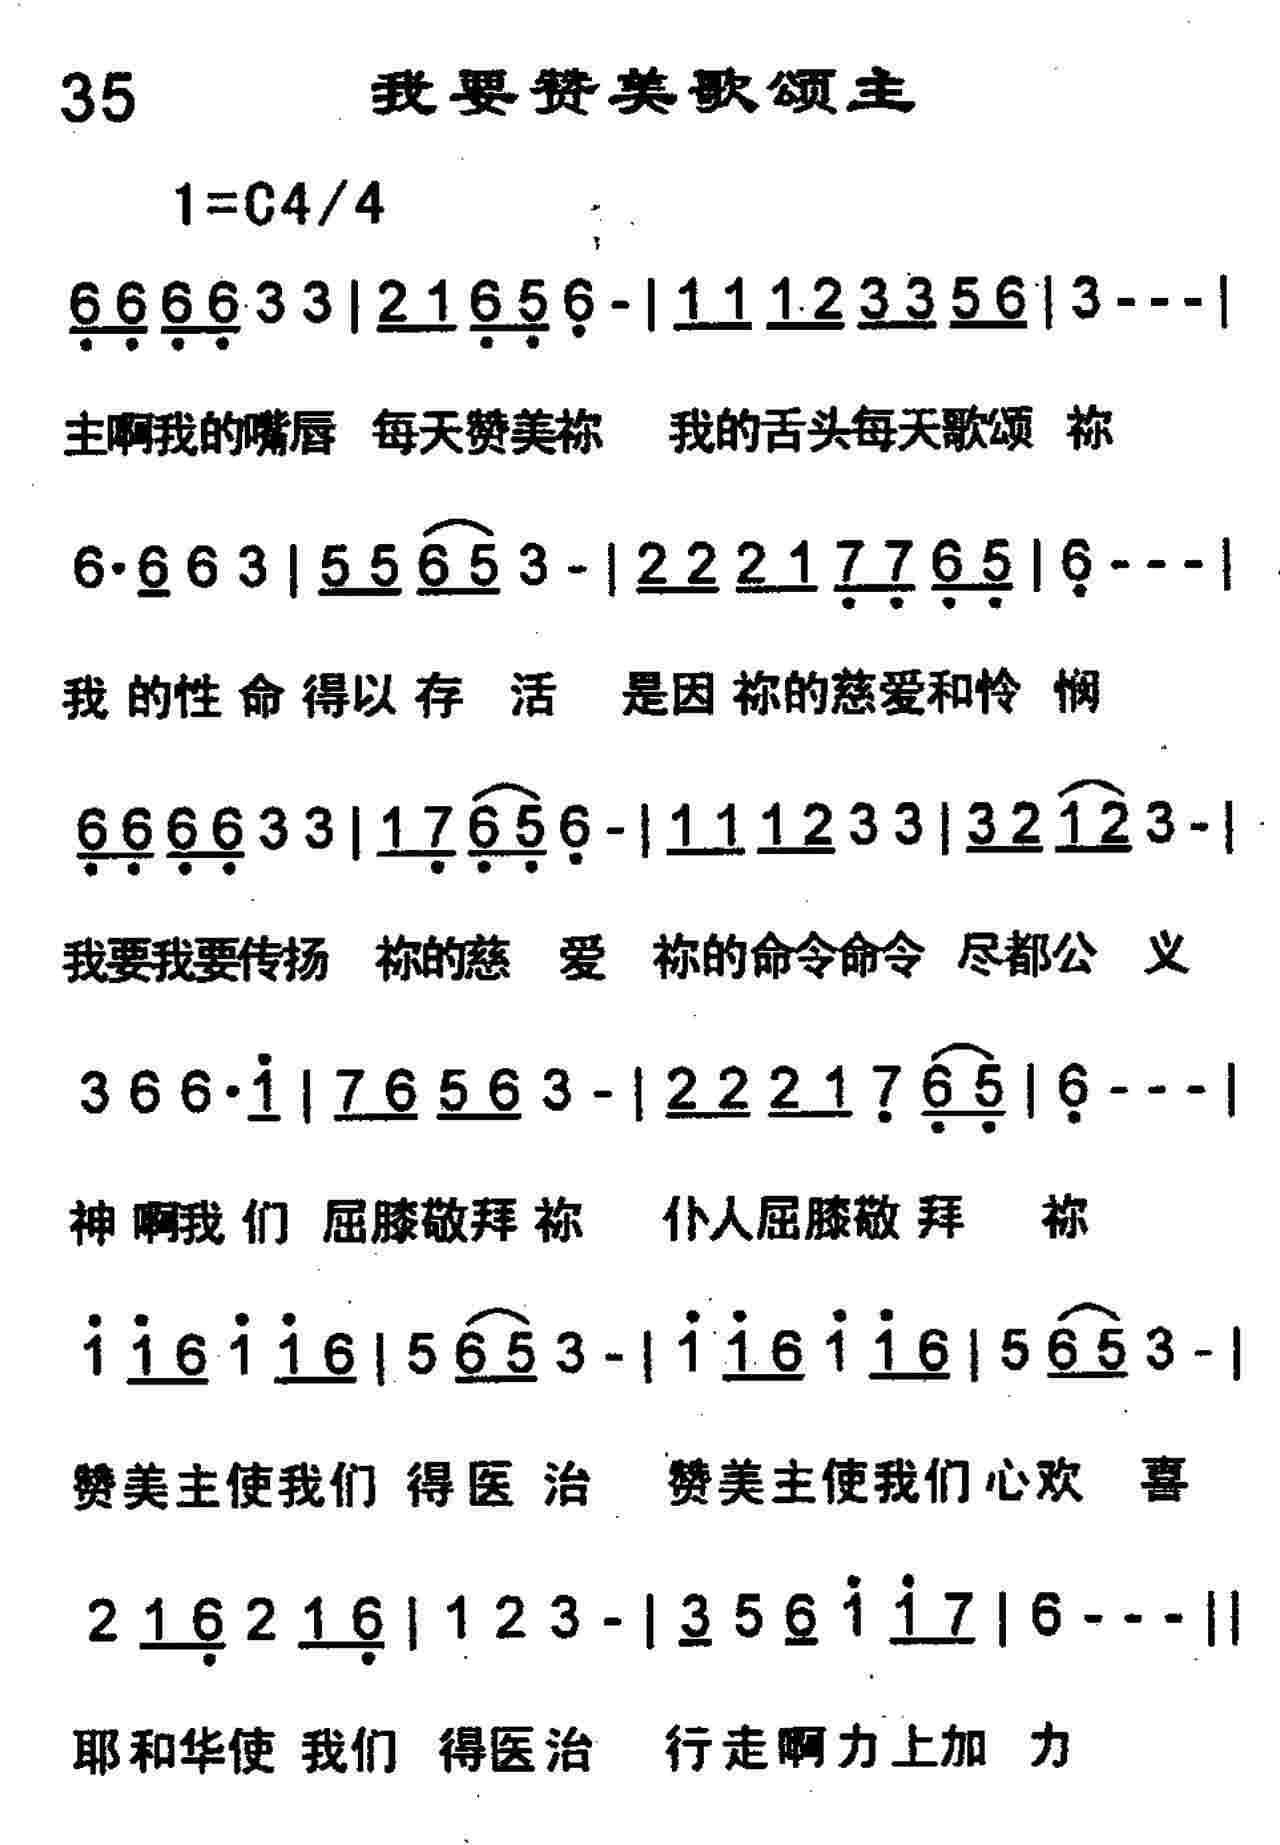 35 我要赞美歌颂主
1=C4/4
6 6 6 6 3 3 | 2 1 6 5 6 - | 1 1 1 2 3 3 5 6 | 3 - - - |
主啊我的嘴唇 每天赞美祢 我的舌头每天歌颂 祢
6 · 6 6 3 | 5 5 6 5 3 - | 2 2 2 1 7 7 6 5 | 6 - - - |
我的性命得以存活 是因祢的慈爱和怜悯
6 6 6 6 3 3 | 1 7 6 5 6 - | 1 1 1 2 3 3 | 3 2 1 2 3 - |
我要我要传扬 祢的慈爱 祢的命令命令 尽都公义
3 6 6 · 1 | 7 6 5 6 3 - | 2 2 2 1 7 6 5 | 6 - - - |
神啊我们 屈膝敬拜祢 仆人屈膝敬拜 祢
1 1 6 1 1 6 | 5 6 5 3 - | 1 1 6 1 1 6 | 5 6 5 3 - |
赞美主使我们 得医治 赞美主使我们心欢喜
2 1 6 2 1 6 | 1 2 3 - | 3 5 6 1 1 7 | 6 - - - ||
耶和华使 我们 得医治 行走啊力上加 力